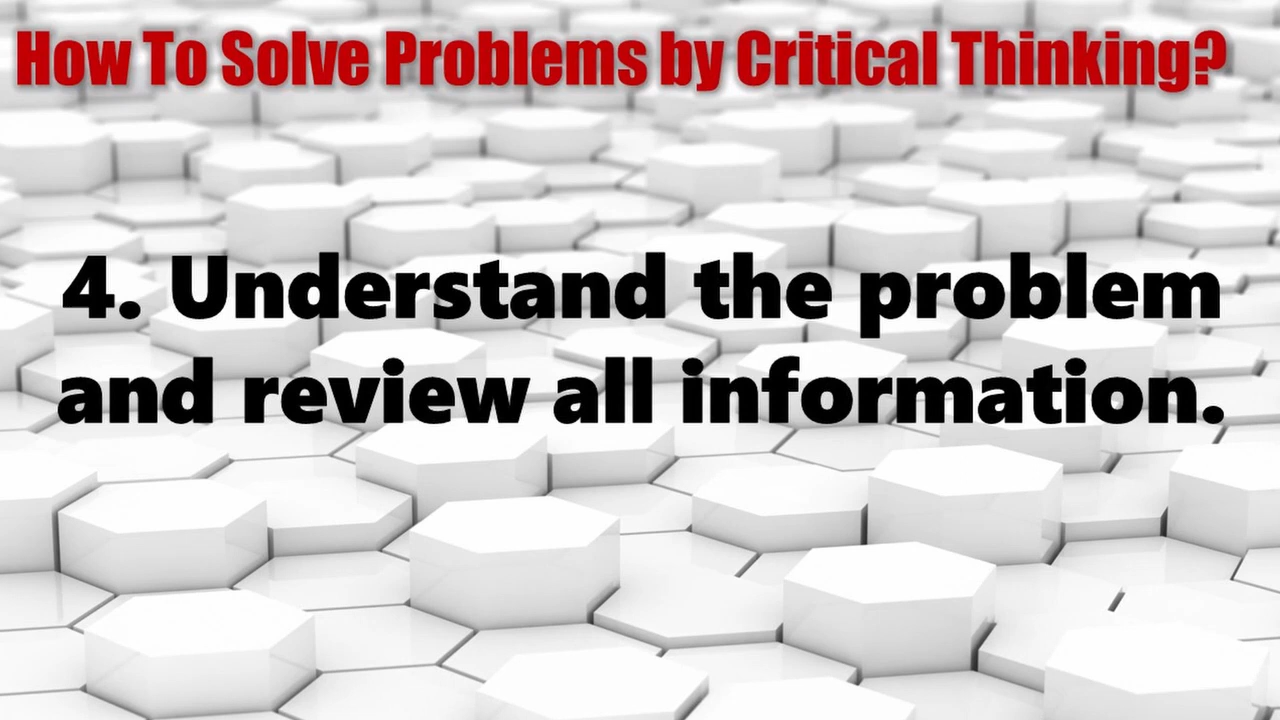 How To Solve Problems by Critical Thinking?
4. Understand the problem
and review all information.